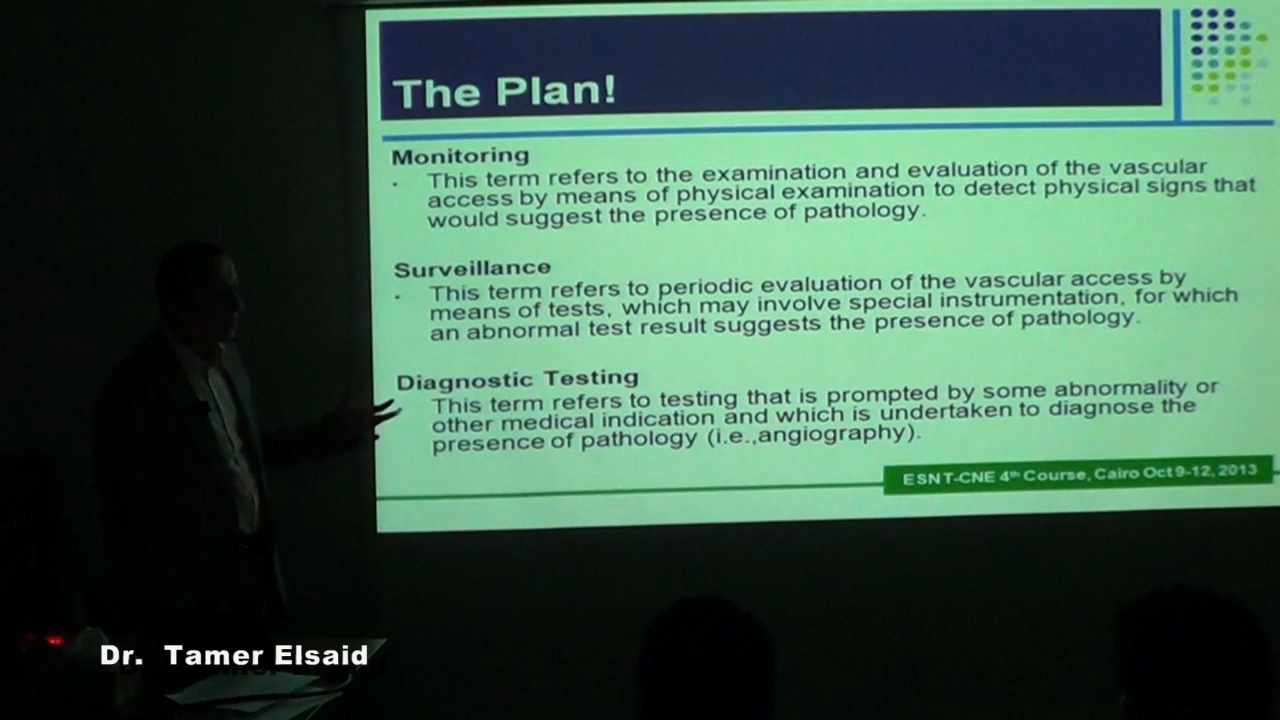 The Plan!
Monitoring
· This term refers to the examination and evaluation of the vascular
access by means of physical examination to detect physical signs that
would suggest the presence of pathology.
Surveillance
· This term refers to periodic evaluation of the vascular access by
means of tests, which may involve special instrumentation, for which
an abnormal test result suggests the presence of pathology.
Diagnostic Testing
This term refers to testing that is prompted by some abnormality or
other medical indication and which is undertaken to diagnose the
presence of pathology (i.e.,angiography).
ESNT-CNE 4th Course, Cairo Oct 9-12, 2013
Dr. Tamer Elsaid